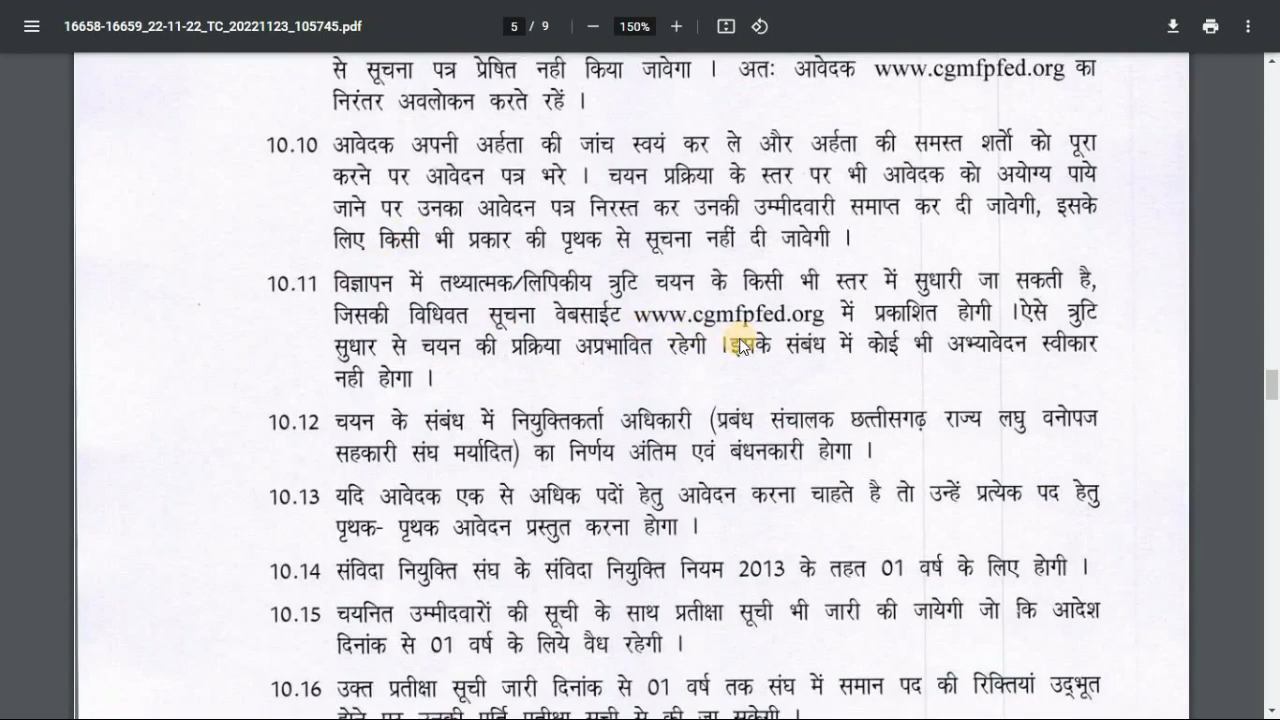 16658-16659_22-11-22_TC_20221123_105745.pdf
5 / 9
150%
से सूचना पत्र प्रेषित नही किया जावेगा । अतः आवेदक www.cgmfpfed.org का
निरंतर अवलोकन करते रहें ।
10.10 आवेदक अपनी अर्हता की जांच स्वयं कर ले और अर्हता की समस्त शर्तो को पूरा
करने पर आवेदन पत्र भरे । चयन प्रक्रिया के स्तर पर भी आवेदक को अयोग्य पाये
जाने पर उनका आवेदन पत्र निरस्त कर उनकी उम्मीदवारी समाप्त कर दी जावेगी, इसके
लिए किसी भी प्रकार की पृथक से सूचना नहीं दी जावेगी ।
10.11 विज्ञापन में तथ्यात्मक/लिपिकीय त्रुटि चयन के किसी भी स्तर में सुधारी जा सकती है,
जिसकी विधिवत सूचना वेबसाईट www.cgmfpfed.org में प्रकाशित होगी ।ऐसे त्रुटि
सुधार से चयन की प्रक्रिया अप्रभावित रहेगी ।इसके संबंध में कोई भी अभ्यावेदन स्वीकार
नही होगा ।
10.12 चयन के संबंध में नियुक्तिकर्ता अधिकारी (प्रबंध संचालक छत्तीसगढ़ राज्य लघु वनोपज
सहकारी संघ मर्यादित) का निर्णय अंतिम एवं बंधनकारी होगा ।
10.13 यदि आवेदक एक से अधिक पदों हेतु आवेदन करना चाहते है तो उन्हें प्रत्येक पद हेतु
पृथक- पृथक आवेदन प्रस्तुत करना होगा ।
10.14 संविदा नियुक्ति संघ के संविदा नियुक्ति नियम 2013 के तहत 01 वर्ष के लिए होगी ।
10.15 चयनित उम्मीदवारों की सूची के साथ प्रतीक्षा सूची भी जारी की जायेगी जो कि आदेश
दिनांक से 01 वर्ष के लिये वैध रहेगी ।
10.16 उक्त प्रतीक्षा सूची जारी दिनांक से 01 वर्ष तक संघ में समान पद की रिक्तियां उद्भूत
होने पर उनकी पूर्ति प्रतीक्षा सूची से की जा सकेगी ।